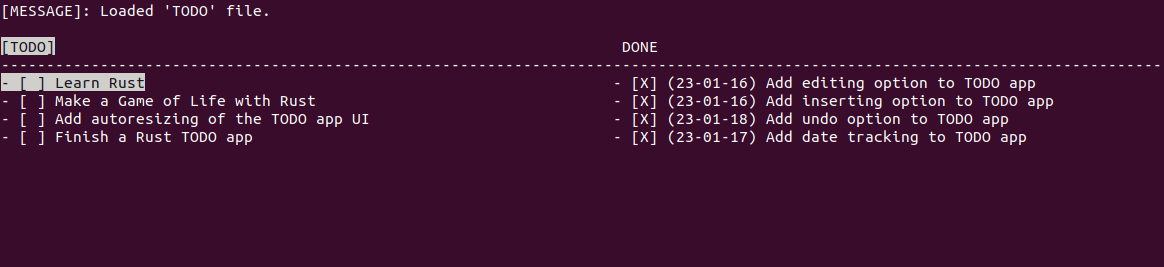 [MESSAGE]: Loaded 'TODO' file.
[TODO] DONE
--------------------------------------------------------------------------------------------------------------------------------
- [ ] Learn Rust - [X] (23-01-16) Add editing option to TODO app
- [ ] Make a Game of Life with Rust - [X] (23-01-16) Add inserting option to TODO app
- [ ] Add autoresizing of the TODO app UI - [X] (23-01-18) Add undo option to TODO app
- [ ] Finish a Rust TODO app - [X] (23-01-17) Add date tracking to TODO app